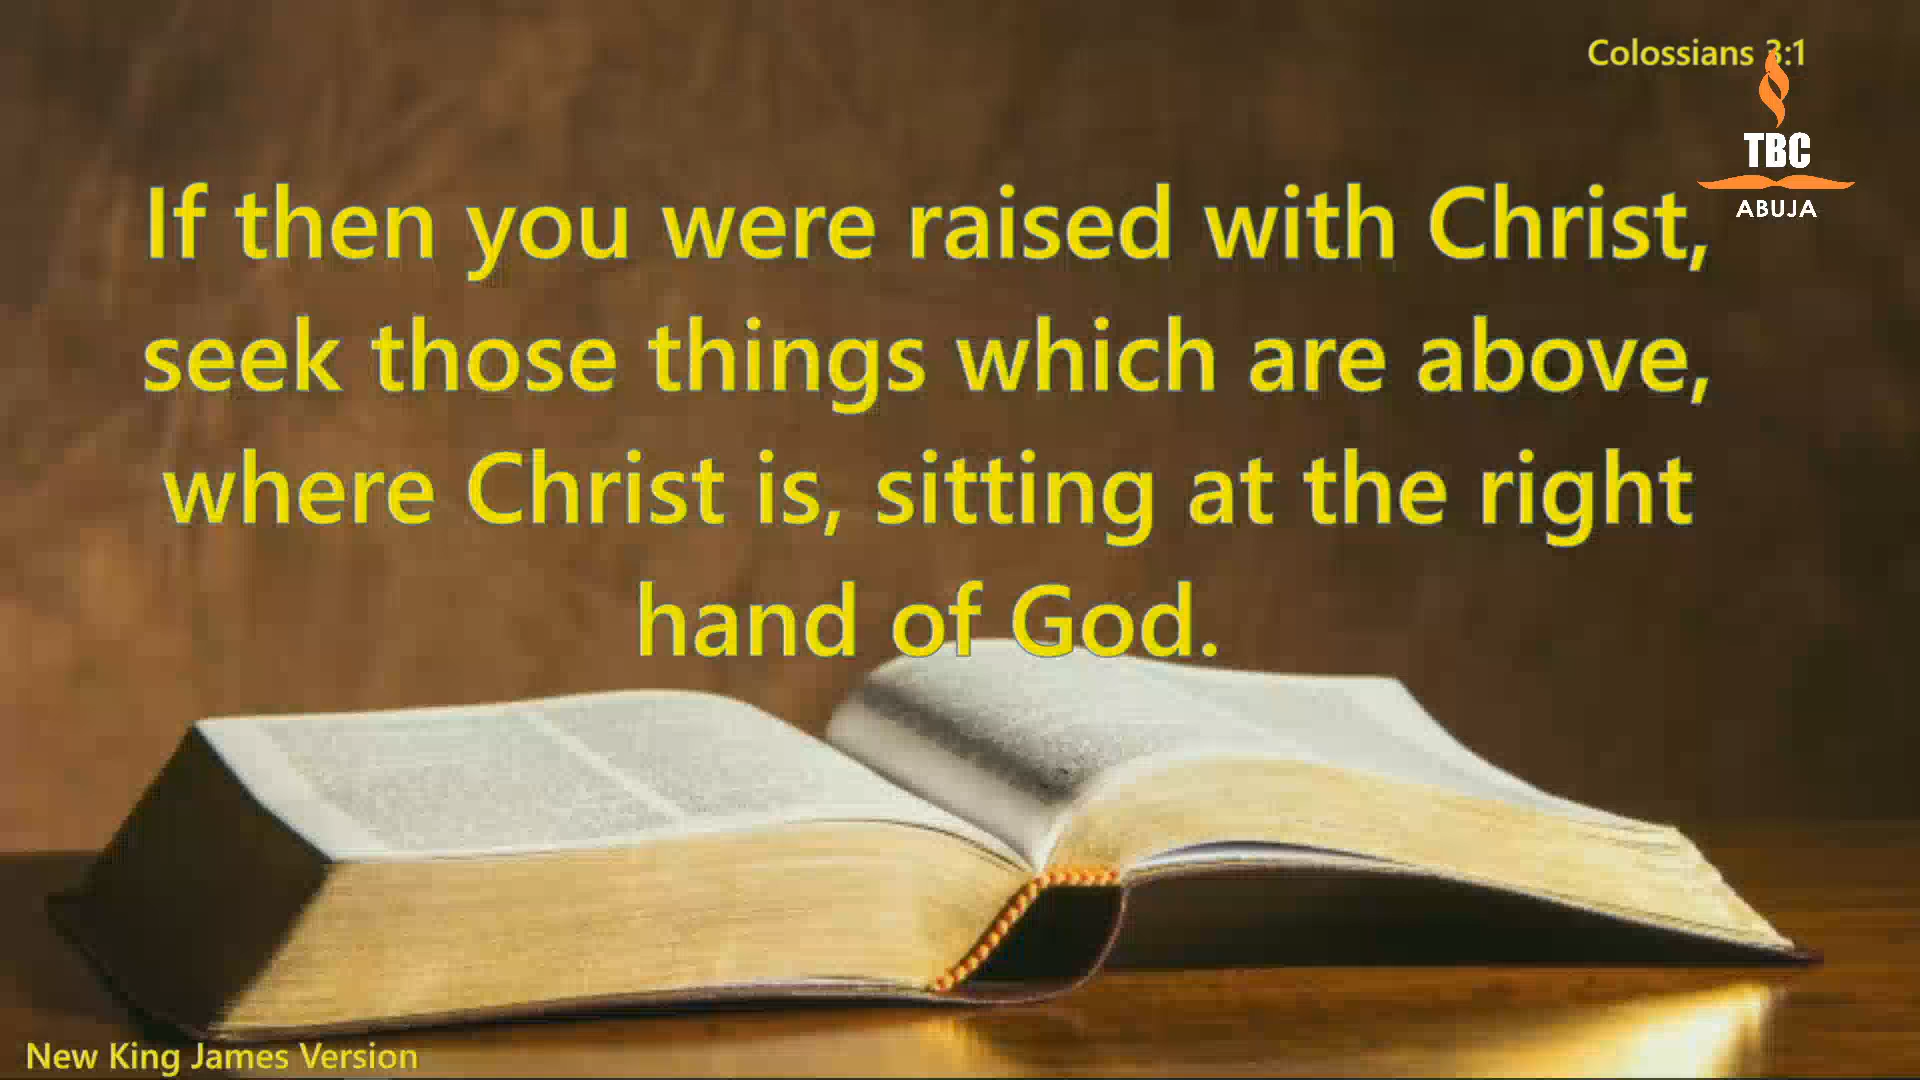 Colossians 3:1
TBC
ABUJA
If then you were raised with Christ,
seek those things which are above,
where Christ is, sitting at the right
hand of God.
New King James Version